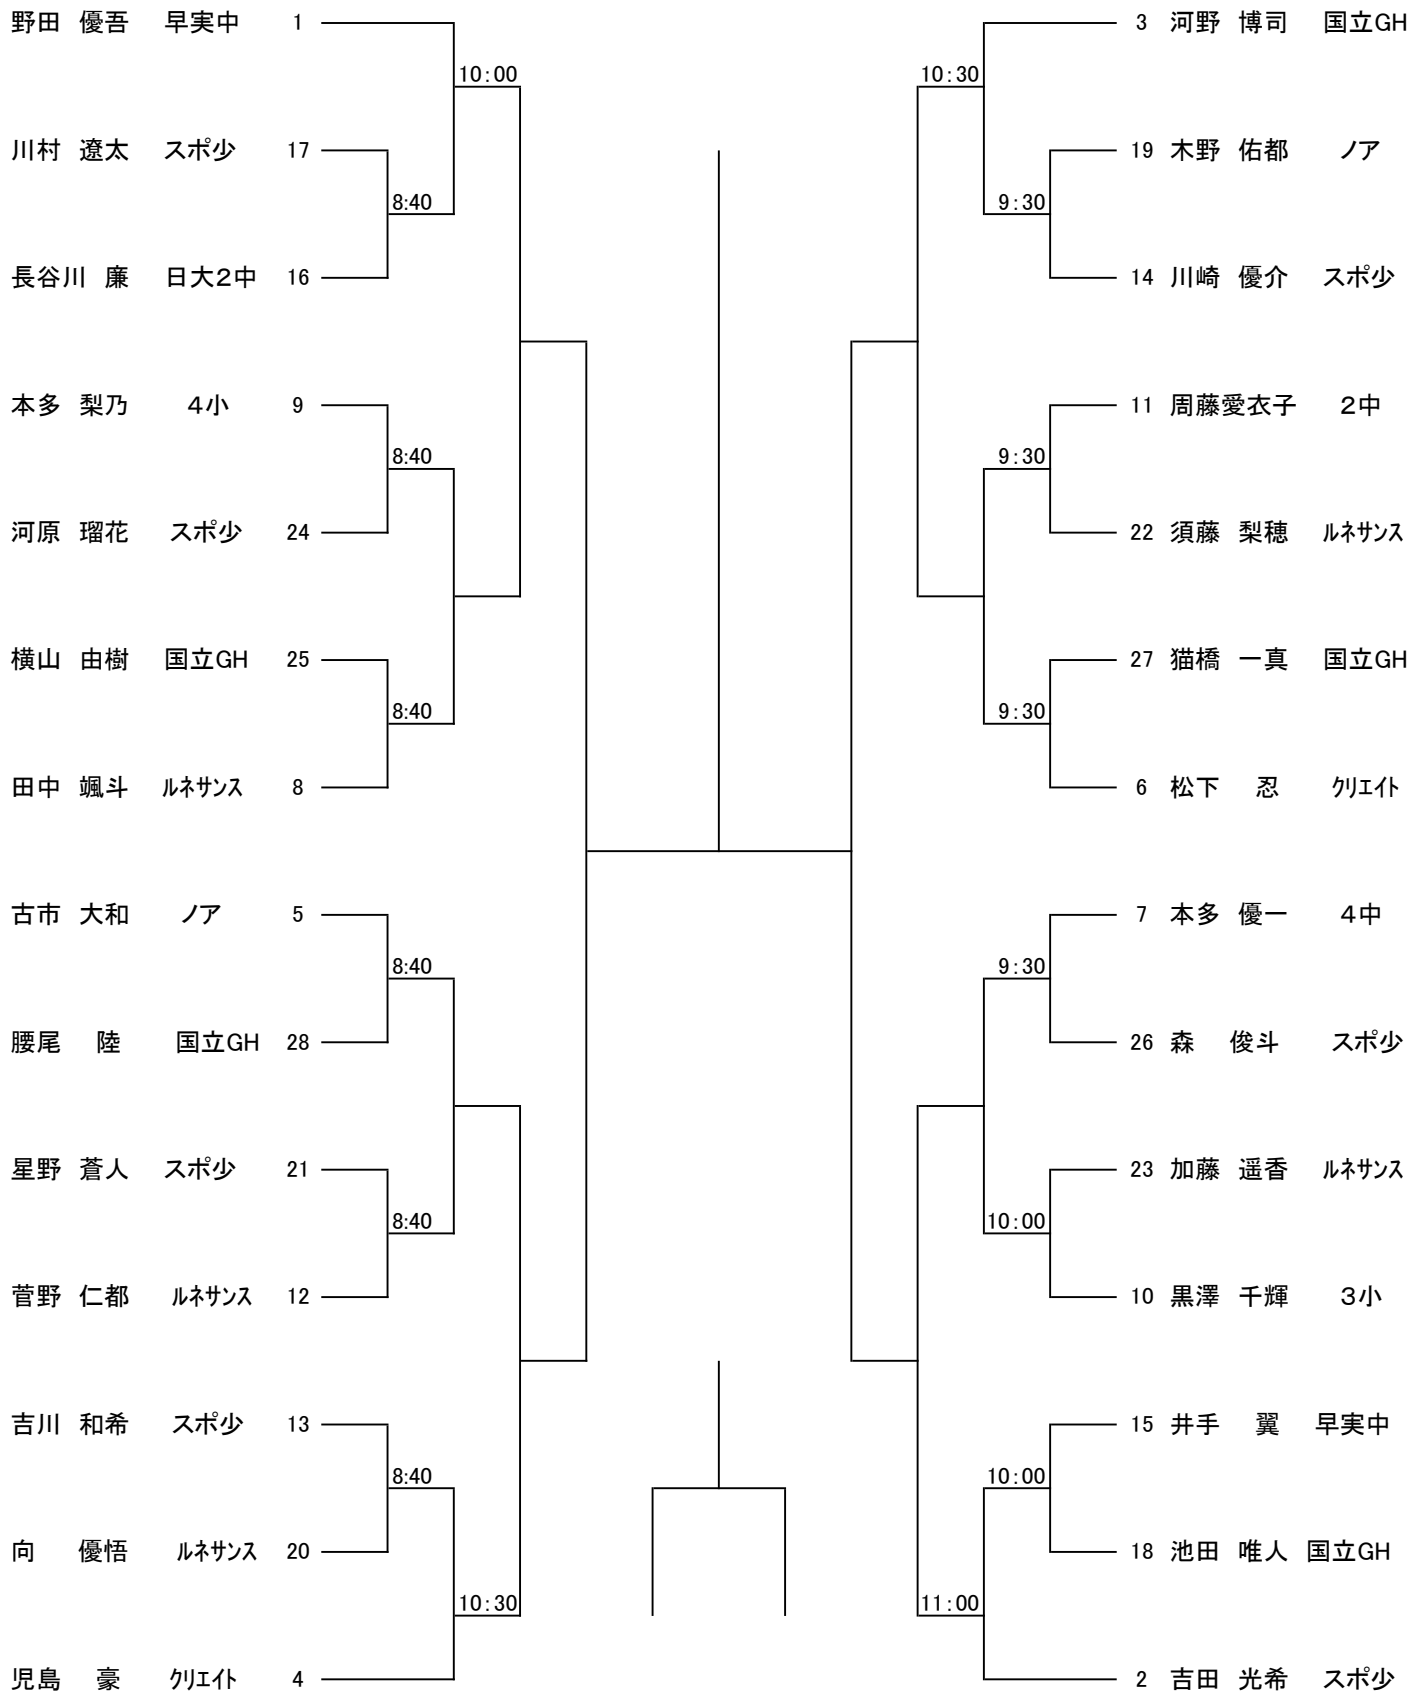 野田 優吾 早実中 1
10:00
川村 遼太 スポ少 17
8:40
長谷川 廉 日大2中 16
本多 梨乃 4小 9
8:40
河原 瑠花 スポ少 24
横山 由樹 国立GH 25
8:40
田中 颯斗 ルネサンス 8
古市 大和 ノア 5
8:40
腰尾 陸 国立GH 28
星野 蒼人 スポ少 21
8:40
菅野 仁都 ルネサンス 12
吉川 和希 スポ少 13
8:40
向 優悟 ルネサンス 20
10:30
児島 豪 クリエイト 4
3 河野 博司 国立GH
10:30
19 木野 佑都 ノア
9:30
14 川崎 優介 スポ少
11 周藤愛衣子 2中
9:30
22 須藤 梨穂 ルネサンス
27 猫橋 一真 国立GH
9:30
6 松下 忍 クリエイト
7 本多 優一 4中
9:30
26 森 俊斗 スポ少
23 加藤 遥香 ルネサンス
10:00
10 黒澤 千輝 3小
15 井手 翼 早実中
10:00
18 池田 唯人 国立GH
11:00
2 吉田 光希 スポ少